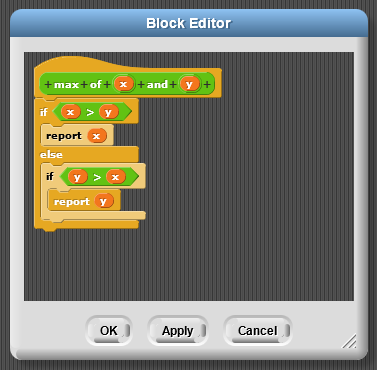 Block Editor
+ max + of + x + and + y +
if x > y
report x
else
if y > x
report y
OK Apply Cancel